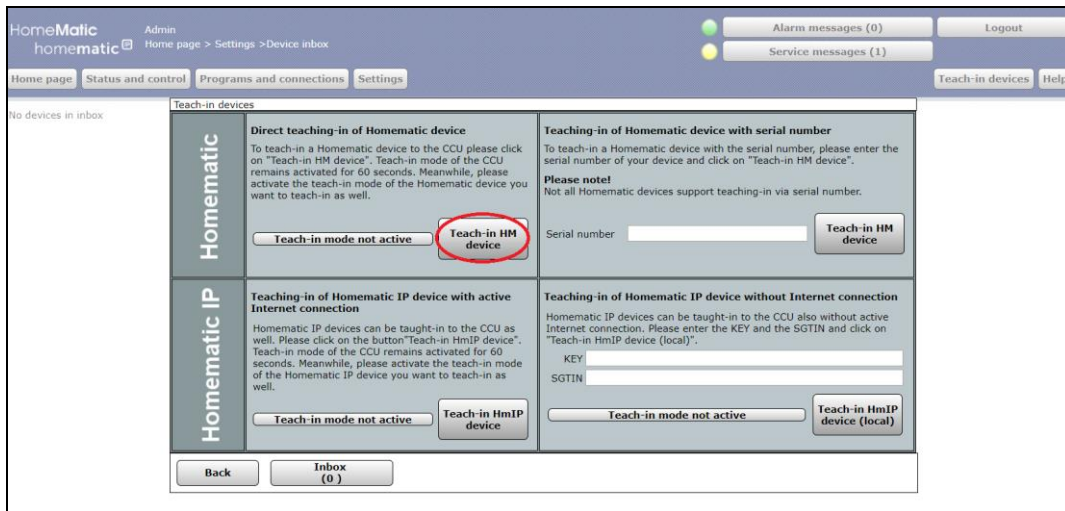 HomeMatic
homematic IP
Admin
Home page > Settings >Device inbox
Alarm messages (0)
Logout
Service messages (1)
Home page
Status and control
Programs and connections
Settings
Teach-in devices
Help
No devices in inbox
Teach-in devices
Homematic
Direct teaching-in of Homematic device
To teach-in a Homematic device to the CCU please click
on "Teach-in HM device". Teach-in mode of the CCU
remains activated for 60 seconds. Meanwhile, please
activate the teach-in mode of the Homematic device you
want to teach-in as well.
Teach-in mode not active
Teach-in HM
device
Teaching-in of Homematic device with serial number
To teach-in a Homematic device with the serial number, please enter the
serial number of your device and click on "Teach-in HM device".
Please note!
Not all Homematic devices support teaching-in via serial number.
Serial number
Teach-in HM
device
Homematic IP
Teaching-in of Homematic IP device with active
Internet connection
Homematic IP devices can be taught-in to the CCU as
well. Please click on the button"Teach-in HmIP device".
Teach-in mode of the CCU remains activated for 60
seconds. Meanwhile, please activate the teach-in mode
of the Homematic IP device you want to teach-in as
well.
Teach-in mode not active
Teach-in HmIP
device
Teaching-in of Homematic IP device without Internet connection
Homematic IP devices can be taught-in to the CCU also without active
Internet connection. Please enter the KEY and the SGTIN and click on
"Teach-in HmIP device (local)".
KEY
SGTIN
Teach-in mode not active
Teach-in HmIP
device (local)
Back
Inbox
(0 )